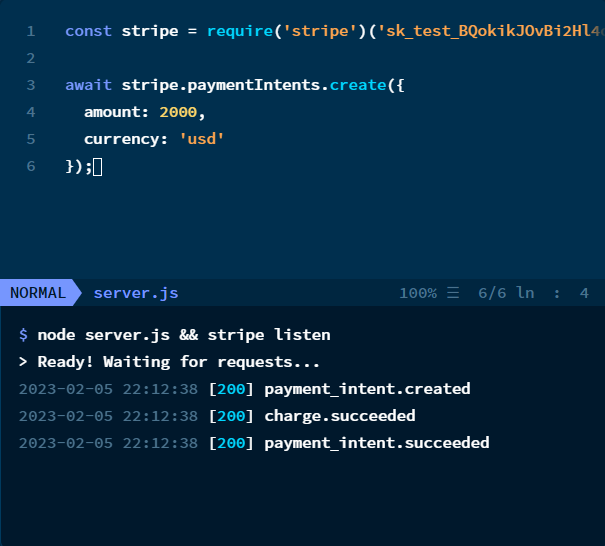 1 const stripe = require('stripe')('sk_test_BQokikJOvBi2Hl4
2
3 await stripe.paymentIntents.create({
4 amount: 2000,
5 currency: 'usd'
6 });
NORMAL server.js 100% ☰ 6/6 ln : 4
$ node server.js && stripe listen
> Ready! Waiting for requests...
2023-02-05 22:12:38 [200] payment_intent.created
2023-02-05 22:12:38 [200] charge.succeeded
2023-02-05 22:12:38 [200] payment_intent.succeeded